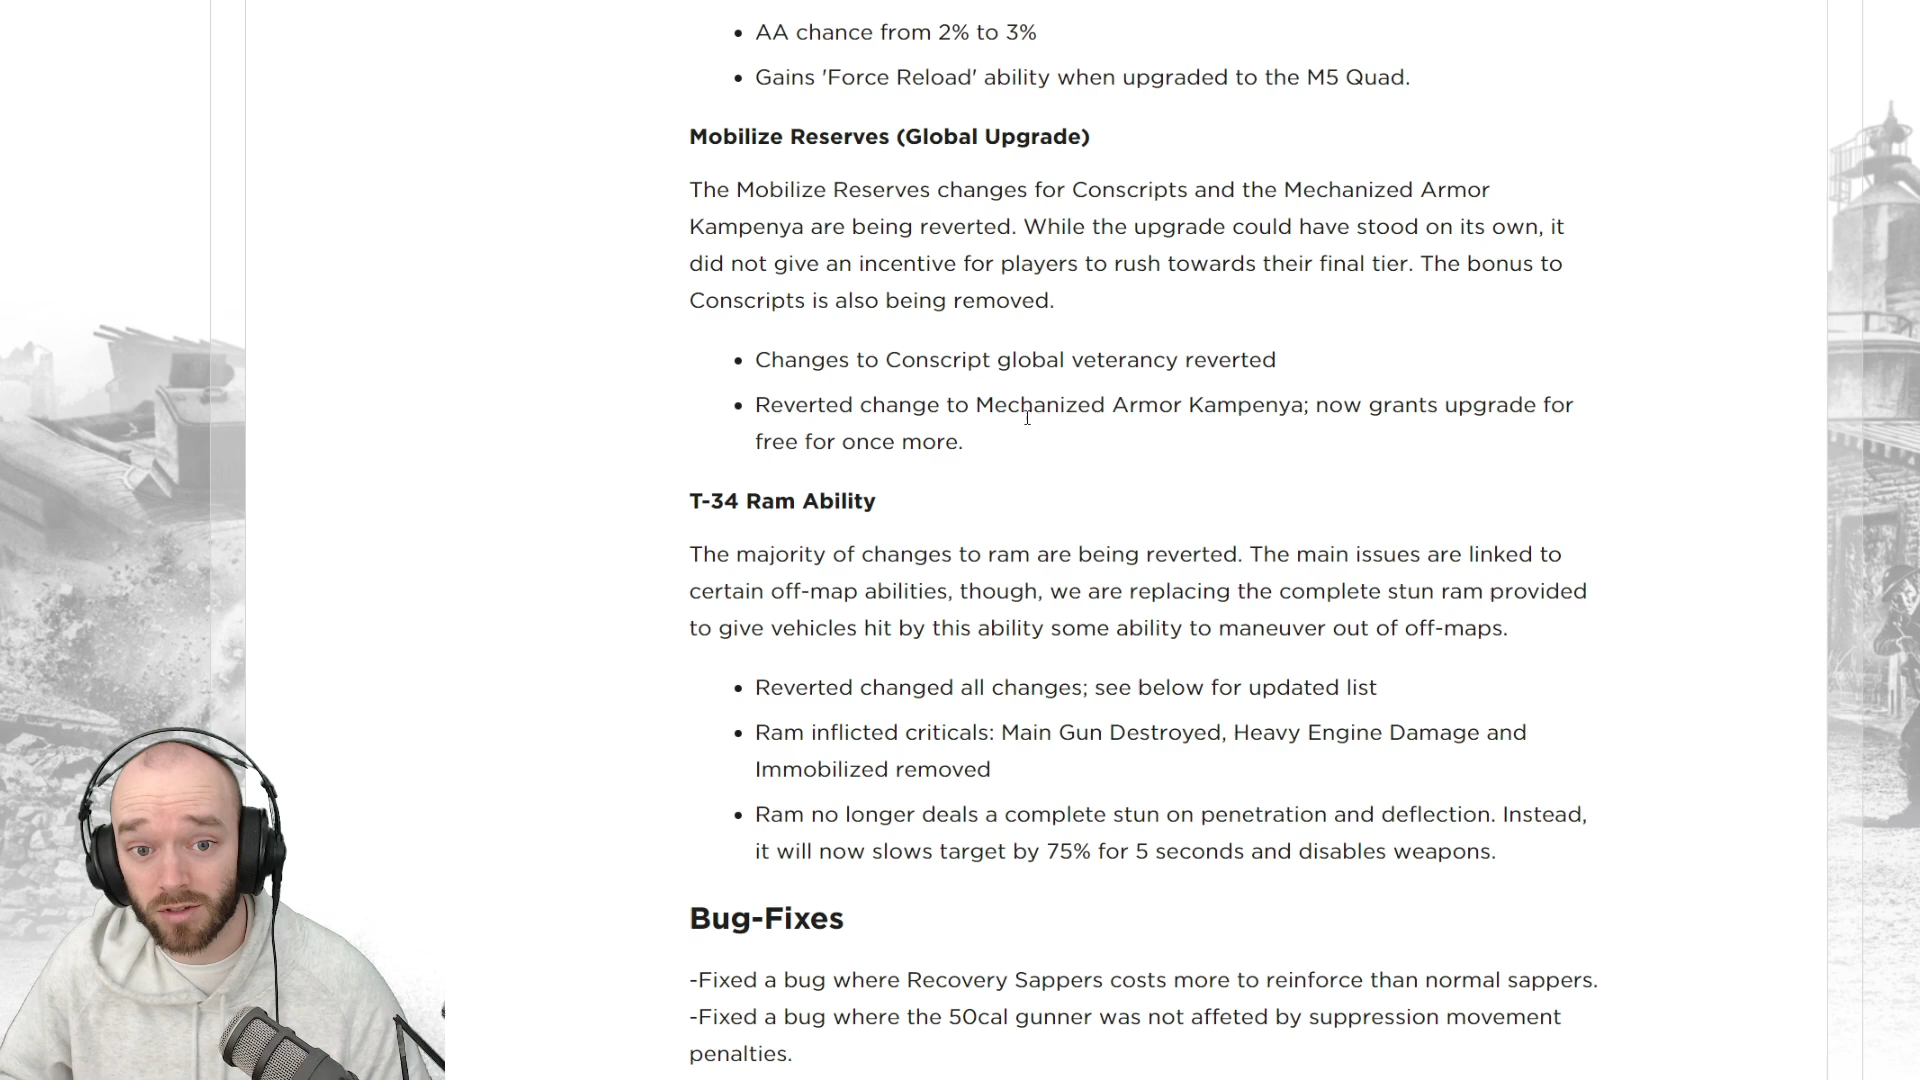 AA chance from 2% to 3%
Gains 'Force Reload' ability when upgraded to the M5 Quad.
Mobilize Reserves (Global Upgrade)
The Mobilize Reserves changes for Conscripts and the Mechanized Armor
Kampenya are being reverted. While the upgrade could have stood on its own, it
did not give an incentive for players to rush towards their final tier. The bonus to
Conscripts is also being removed.
Changes to Conscript global veterancy reverted
Reverted change to Mechanized Armor Kampenya; now grants upgrade for
free for once more.
T-34 Ram Ability
The majority of changes to ram are being reverted. The main issues are linked to
certain off-map abilities, though, we are replacing the complete stun ram provided
to give vehicles hit by this ability some ability to maneuver out of off-maps.
Reverted changed all changes; see below for updated list
Ram inflicted criticals: Main Gun Destroyed, Heavy Engine Damage and
Immobilized removed
Ram no longer deals a complete stun on penetration and deflection. Instead,
it will now slows target by 75% for 5 seconds and disables weapons.
Bug-Fixes
-Fixed a bug where Recovery Sappers costs more to reinforce than normal sappers.
-Fixed a bug where the 50cal gunner was not affeted by suppression movement
penalties.